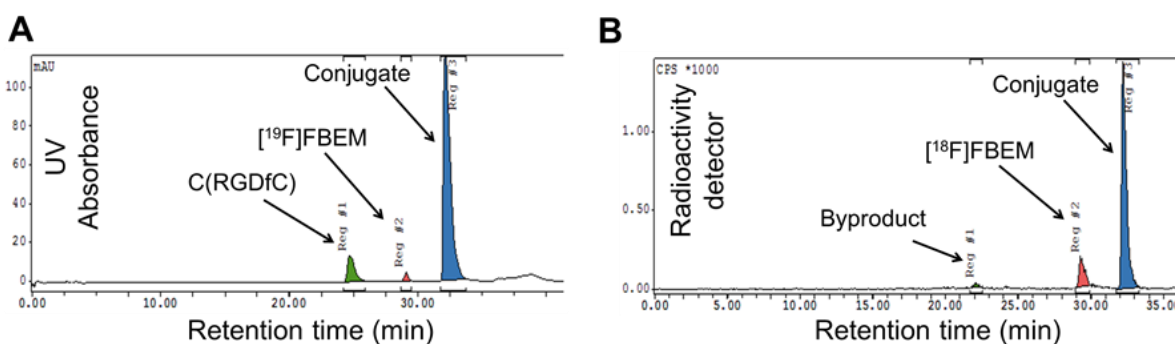 A
mAU
100
80
60
40
20
0
UV
Absorbance
Conjugate
[¹⁹F]FBEM
C(RGDfC)
Reg #1
Reg #2
Reg #3
0.00
10.00
20.00
30.00
Retention time (min)
B
CPS *1000
1.00
0.50
0.00
Radioactivity
detector
Conjugate
[¹⁸F]FBEM
Byproduct
Reg #1
Reg #2
Reg #3
0.00
5.00
10.00
15.00
20.00
25.00
30.00
35.00
Retention time (min)